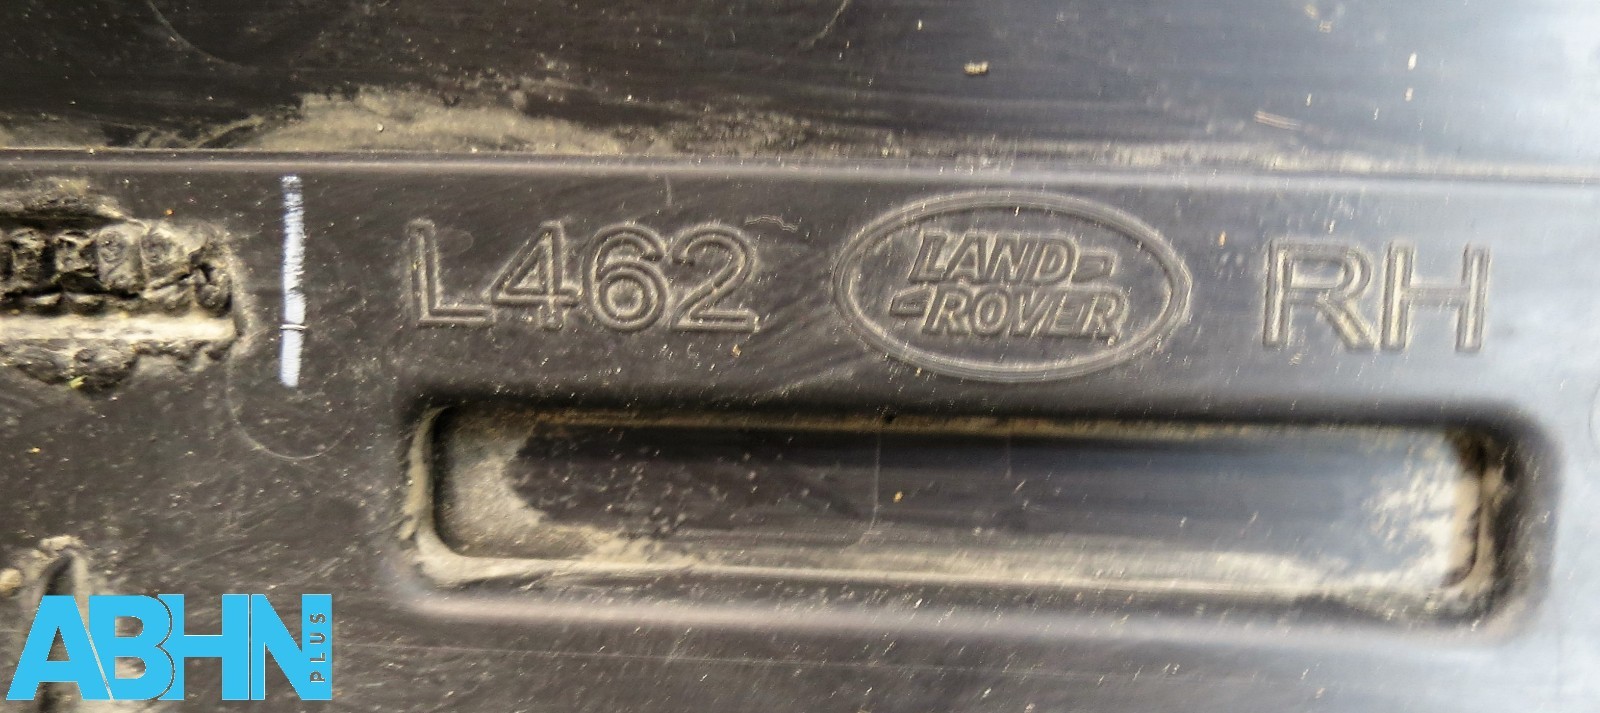 L462 LAND ROVER RH
ABHN PLUS